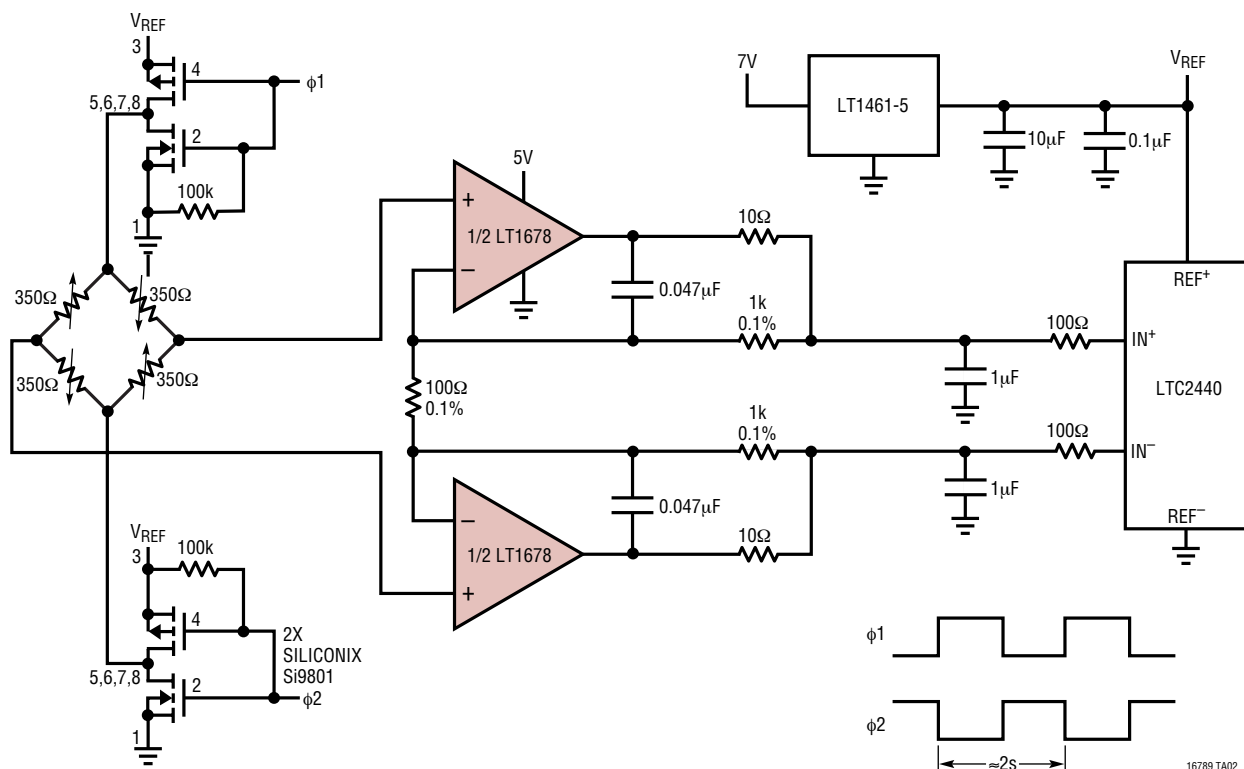 VREF
3
4
ϕ1
5,6,7,8
2
100k
1
350Ω
350Ω
350Ω
350Ω
VREF
3
100k
4
2X
SILICONIX
Si9801
5,6,7,8
2
ϕ2
1
5V
+
1/2 LT1678
–
0.047µF
10Ω
1k
0.1%
100Ω
0.1%
1k
0.1%
–
1/2 LT1678
+
0.047µF
10Ω
7V
LT1461-5
10µF
0.1µF
VREF
REF+
100Ω
IN+
1µF
LTC2440
100Ω
IN–
1µF
REF–
ϕ1
ϕ2
≈2s
16789 TA02